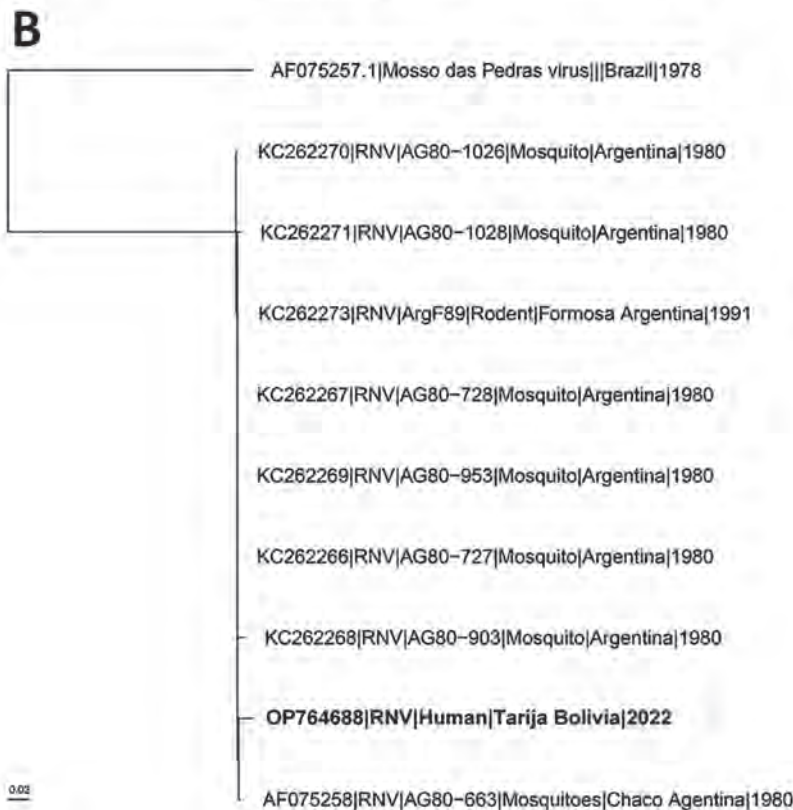 B
AF075257.1|Mosso das Pedras virus|||Brazil|1978
KC262270|RNV|AG80−1026|Mosquito|Argentina|1980
KC262271|RNV|AG80−1028|Mosquito|Argentina|1980
KC262273|RNV|ArgF89|Rodent|Formosa Argentina|1991
KC262267|RNV|AG80−728|Mosquito|Argentina|1980
KC262269|RNV|AG80−953|Mosquito|Argentina|1980
KC262266|RNV|AG80−727|Mosquito|Argentina|1980
KC262268|RNV|AG80−903|Mosquito|Argentina|1980
OP764688|RNV|Human|Tarija Bolivia|2022
0.02
AF075258|RNV|AG80−663|Mosquitoes|Chaco Agentina|1980